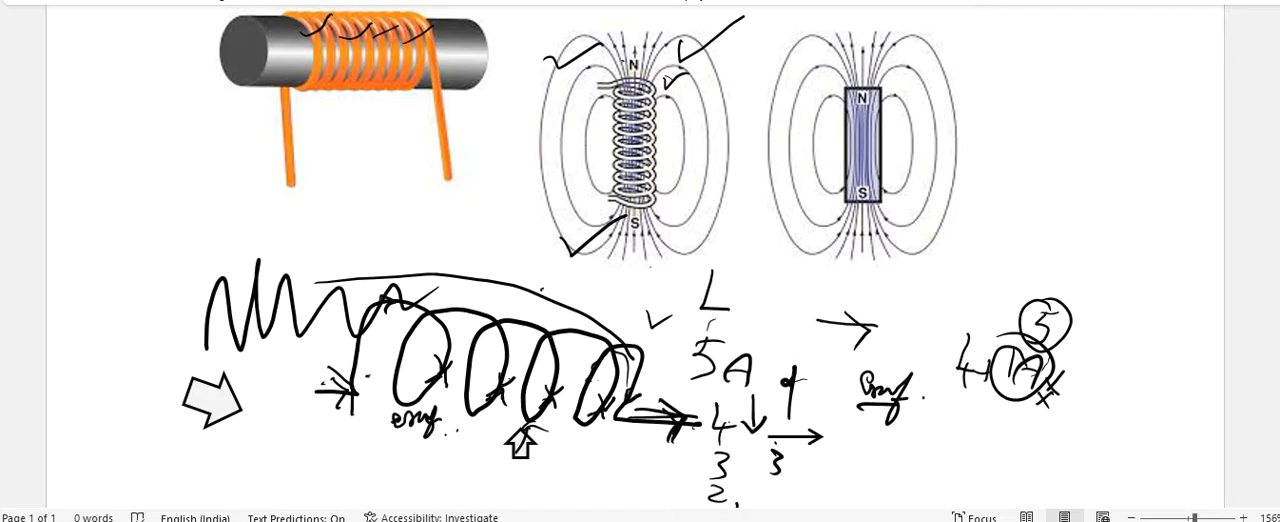 N
N
S
S
L
5
5A
4
4+1A
emf.
emf.
3
3
2.
Page 1 of 1 0 words English (India) Text Predictions: On Accessibility: Investigate Focus